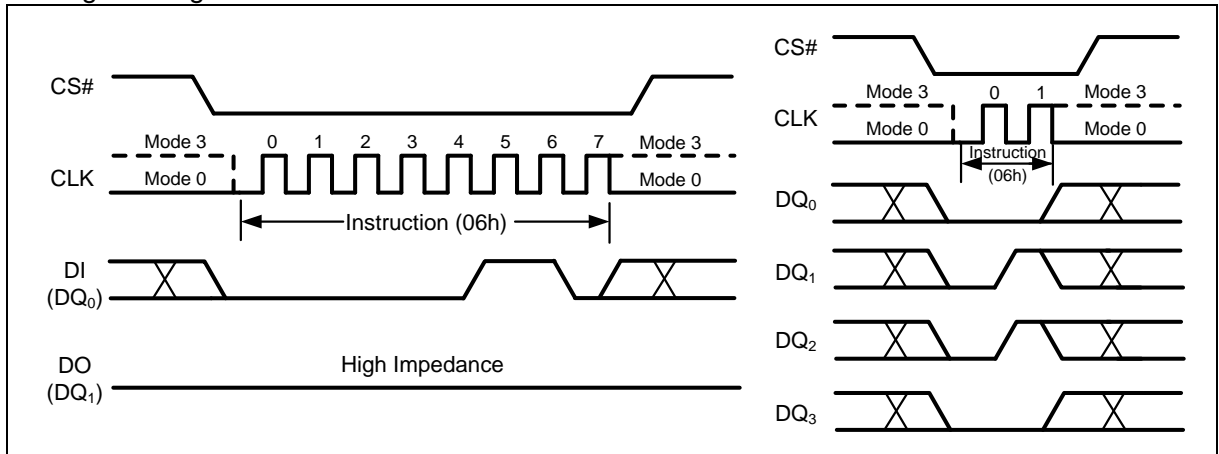 CS#
Mode 3 0 1 2 3 4 5 6 7 Mode 3
CLK
Mode 0 Mode 0
Instruction (06h)
DI
(DQ0)
DO
(DQ1)
High Impedance
CS#
Mode 3 0 1 Mode 3
CLK
Mode 0 Mode 0
Instruction
(06h)
DQ0
DQ1
DQ2
DQ3